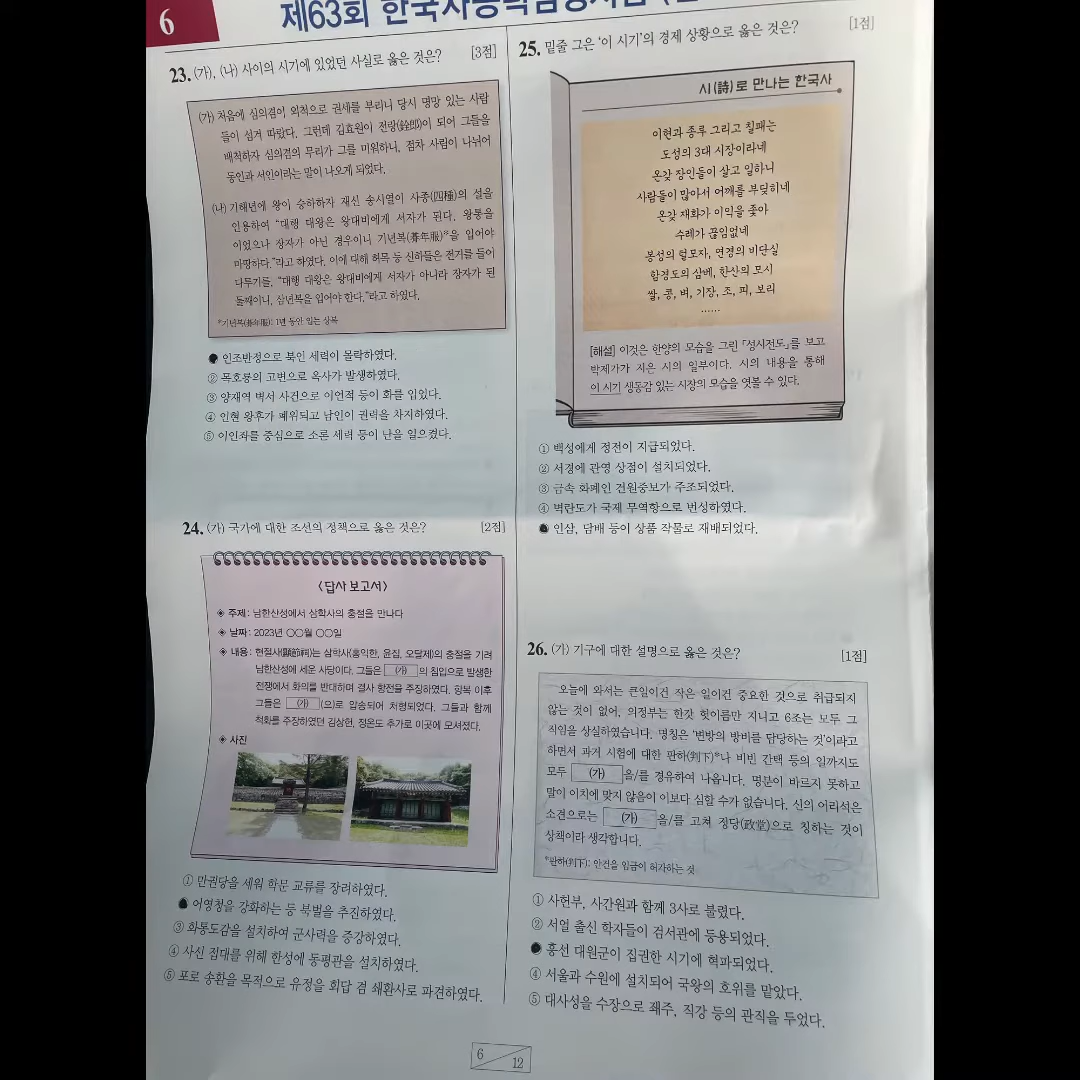 6
제63회 한국사능력검정시험
23. (가), (나) 사이의 시기에 있었던 사실로 옳은 것은? [3점]
(가) 처음에 심의겸이 외척으로 권세를 부리니 당시 명망 있는 사람
들이 섬겨 따랐다. 그런데 김효원이 전랑(銓郎)이 되어 그들을
배척하자 심의겸의 무리가 그를 미워하니, 점차 사림이 나뉘어
동인과 서인이라는 말이 나오게 되었다.
(나) 기해년에 왕이 승하하자 재신 송시열이 사종(四種)의 설을
인용하여 “대행 대왕은 왕대비에게 서자가 된다. 왕통을
이었으나 장자가 아닌 경우이니 기년복(朞年服)*을 입어야
마땅하다.”라고 하였다. 이에 대해 허목 등 신하들은 전거를 들어
다투기를, “대행 대왕은 왕대비에게 서자가 아니라 장자가 된
둘째이니, 삼년복을 입어야 한다.”라고 하였다.
*기년복(朞年服): 1년 동안 입는 상복
인조반정으로 북인 세력이 몰락하였다.
② 목호룡의 고변으로 옥사가 발생하였다.
③ 양재역 벽서 사건으로 이언적 등이 화를 입었다.
④ 인현 왕후가 폐위되고 남인이 권력을 차지하였다.
⑤ 이인좌를 중심으로 소론 세력 등이 난을 일으켰다.
24. (가) 국가에 대한 조선의 정책으로 옳은 것은? [2점]
<답사 보고서>
◈ 주제: 남한산성에서 삼학사의 충절을 만나다
◈ 날짜: 2023년 ○○월 ○○일
◈ 내용: 현절사(顯節祠)는 삼학사(홍익한, 윤집, 오달제)의 충절을 기려
남한산성에 세운 사당이다. 그들은 (가) 의 침입으로 발생한
전쟁에서 화의를 반대하며 결사 항전을 주장하였다. 항복 이후
그들은 (가) (으)로 압송되어 처형되었다. 그들과 함께
척화를 주장하였던 김상헌, 정온도 추가로 이곳에 모셔졌다.
◈ 사진
① 만권당을 세워 학문 교류를 장려하였다.
어영청을 강화하는 등 북벌을 추진하였다.
③ 화통도감을 설치하여 군사력을 증강하였다.
④ 사신 접대를 위해 한성에 동평관을 설치하였다.
⑤ 포로 송환을 목적으로 유정을 회답 겸 쇄환사로 파견하였다.
25. 밑줄 그은 ‘이 시기’의 경제 상황으로 옳은 것은? [1점]
시(詩)로 만나는 한국사
이현과 종루 그리고 칠패는
도성의 3대 시장이라네
온갖 장인들이 살고 일하니
사람들이 많아서 어깨를 부딪히네
온갖 재화가 이익을 좇아
수레가 끊임없네
봉성의 털모자, 연경의 비단실
함경도의 삼베, 한산의 모시
쌀, 콩, 벼, 기장, 조, 피, 보리
……
[해설] 이것은 한양의 모습을 그린 「성시전도」를 보고
박제가가 지은 시의 일부이다. 시의 내용을 통해
이 시기 생동감 있는 시장의 모습을 엿볼 수 있다.
① 백성에게 정전이 지급되었다.
② 서경에 관영 상점이 설치되었다.
③ 금속 화폐인 건원중보가 주조되었다.
④ 벽란도가 국제 무역항으로 번성하였다.
인삼, 담배 등이 상품 작물로 재배되었다.
26. (가) 기구에 대한 설명으로 옳은 것은? [1점]
오늘에 와서는 큰일이건 작은 일이건 중요한 것으로 취급되지
않는 것이 없어, 의정부는 한갓 헛이름만 지니고 6조는 모두 그
직임을 상실하였습니다. 명칭은 ‘변방의 방비를 담당하는 것’이라고
하면서 과거 시험에 대한 판하(判下)*나 비빈 간택 등의 일까지도
모두 (가) 을/를 경유하여 나옵니다. 명분이 바르지 못하고
말이 이치에 맞지 않음이 이보다 심할 수가 없습니다. 신의 어리석은
소견으로는 (가) 을/를 고쳐 정당(政堂)으로 칭하는 것이
상책이라 생각합니다.
*판하(判下): 안건을 임금이 허가하는 것
① 사헌부, 사간원과 함께 3사로 불렸다.
② 서얼 출신 학자들이 검서관에 등용되었다.
흥선 대원군이 집권한 시기에 혁파되었다.
④ 서울과 수원에 설치되어 국왕의 호위를 맡았다.
⑤ 대사성을 수장으로 좨주, 직강 등의 관직을 두었다.
6
12